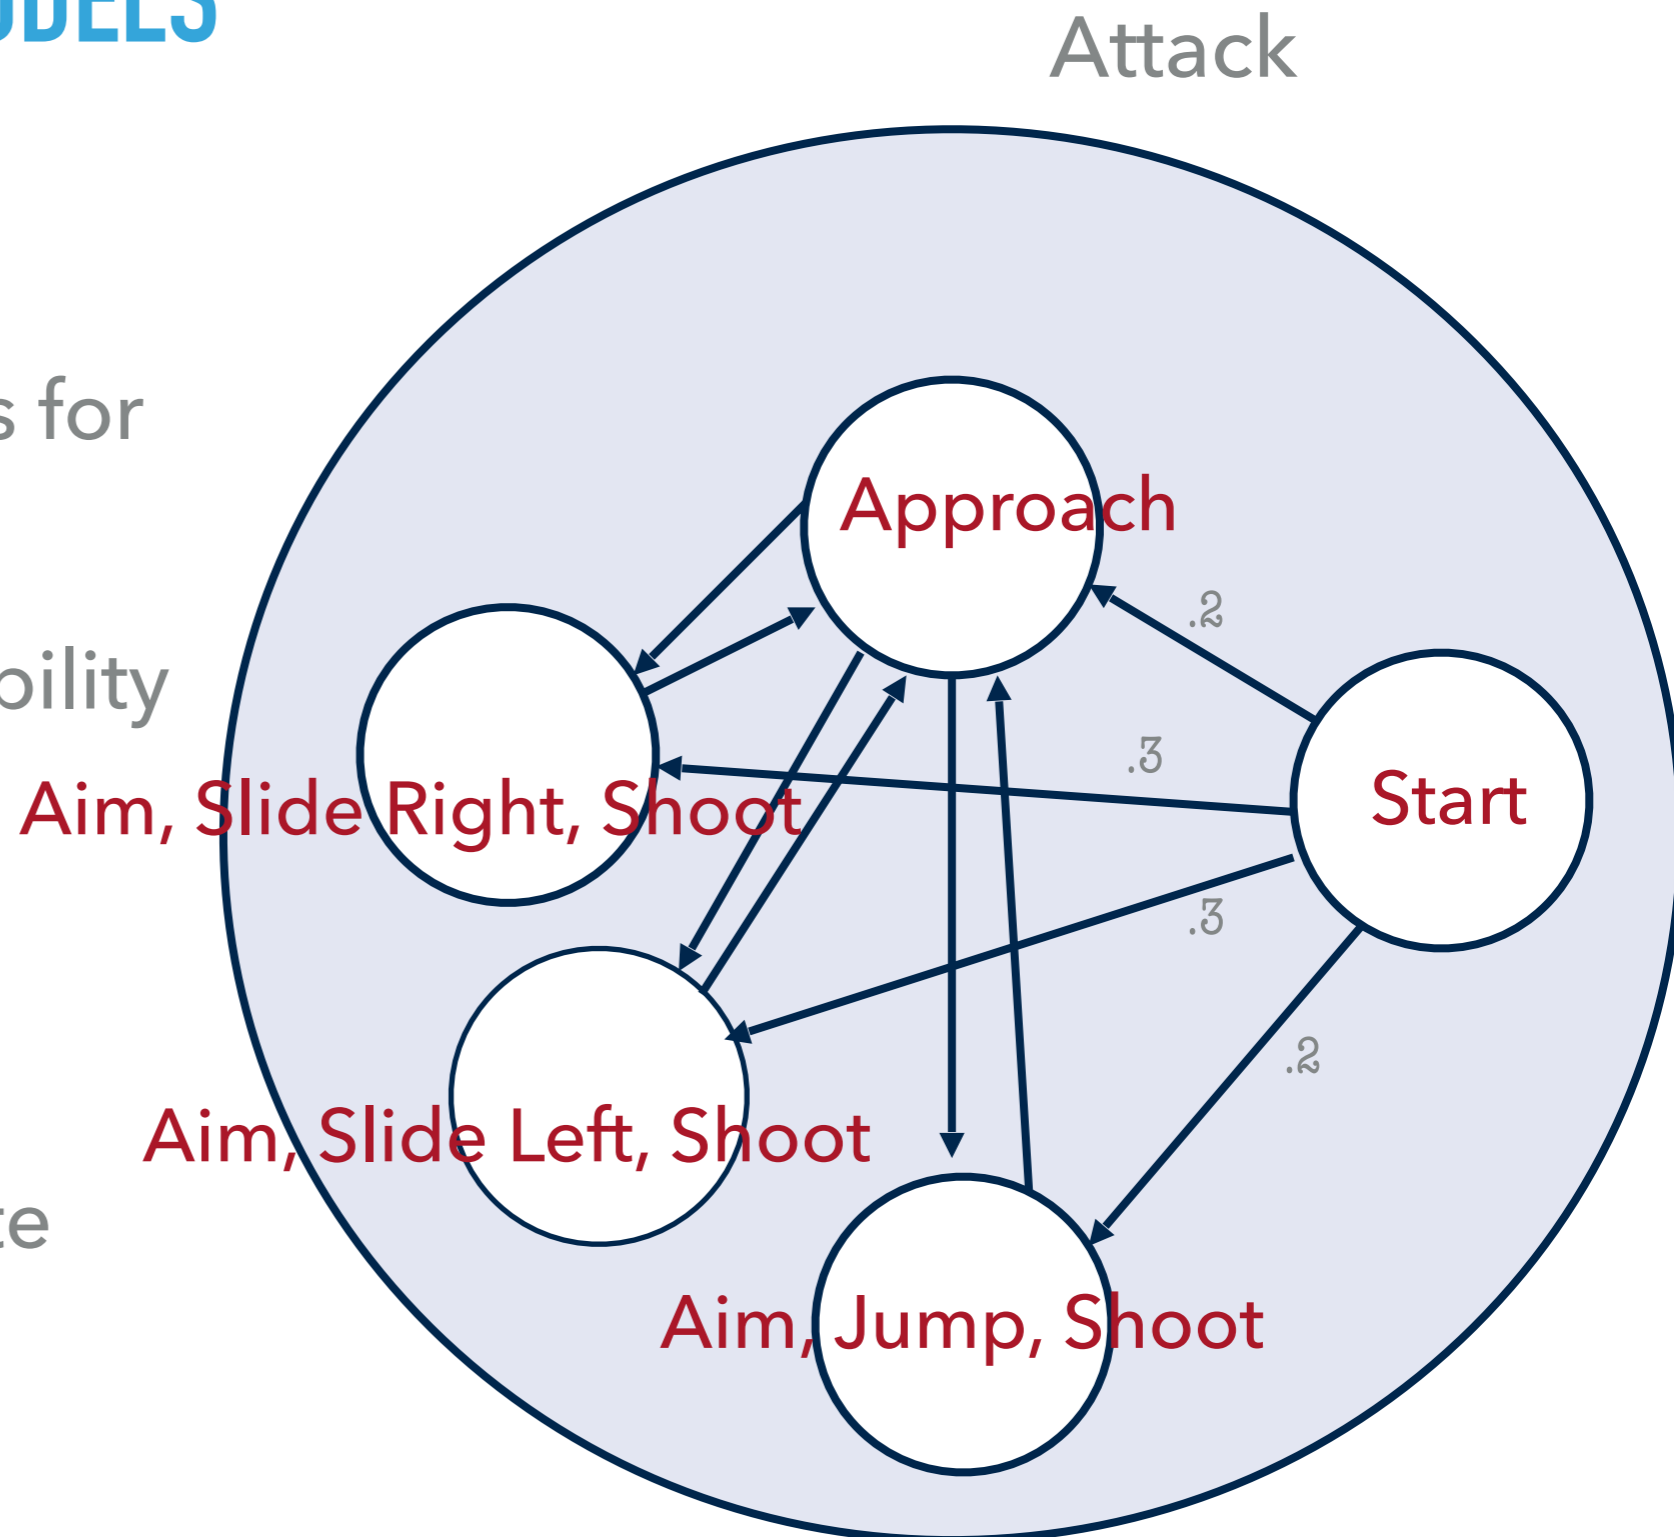 Attack
s for
Approach
.2
bility
.3
Start
Aim, Slide Right, Shoot
.3
.2
Aim, Slide Left, Shoot
te
Aim, Jump, Shoot